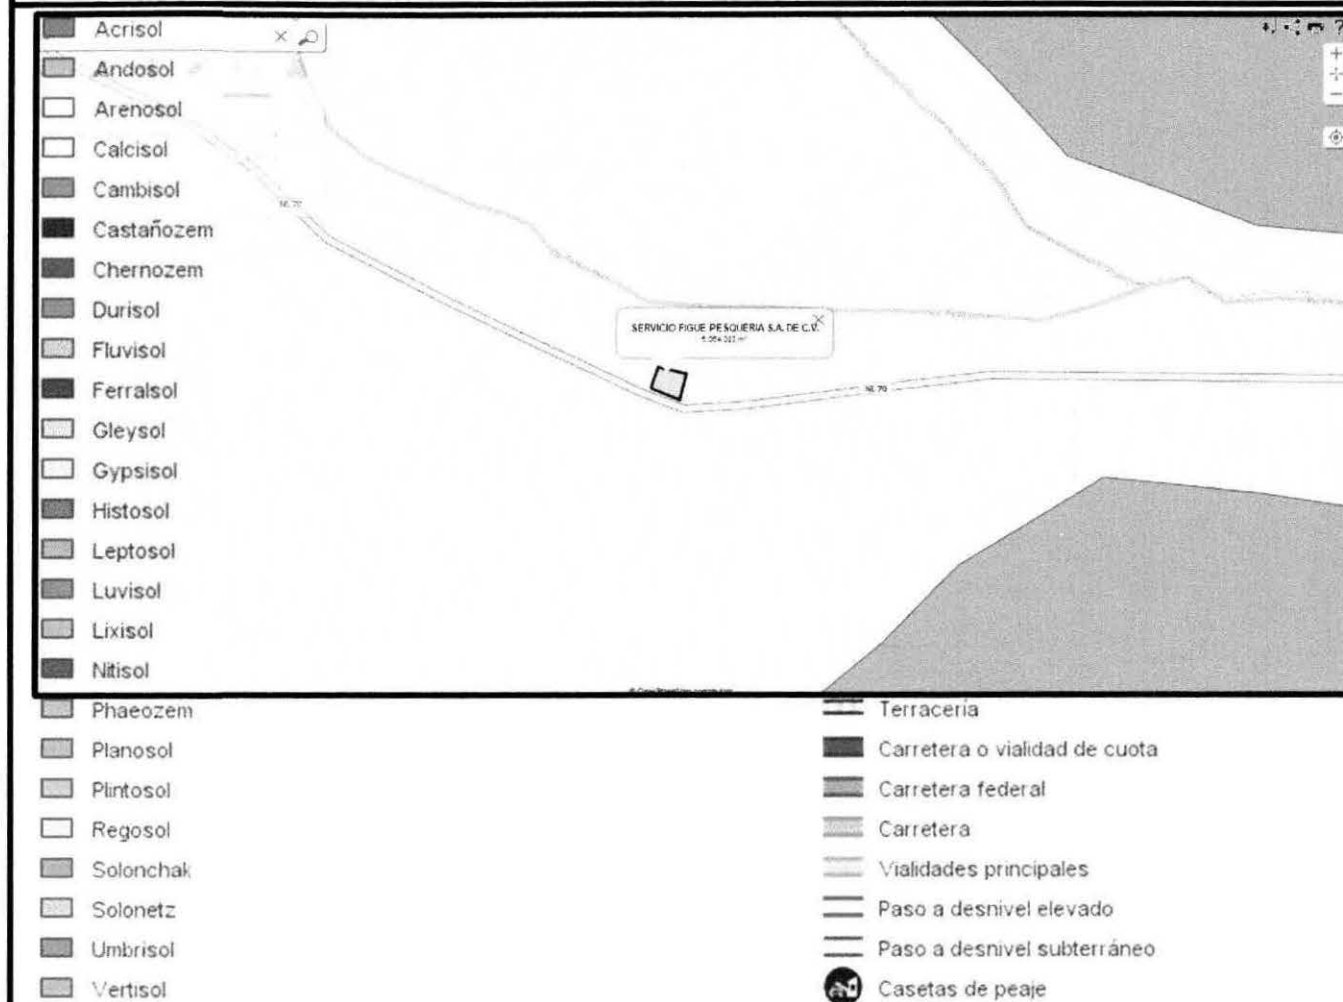 Acrisol
Andosol
Arenosol
Calcisol
Cambisol
Castañozem
Chernozem
Durisol
Fluvisol
Ferralsol
Gleysol
Gypsisol
Histosol
Leptosol
Luvisol
Lixisol
Nitisol
Phaeozem
Planosol
Plintosol
Regosol
Solonchak
Solonetz
Umbrisol
Vertisol
SERVICIO FIGUE PESQUERIA S.A. DE C.V.
NL 70
Terracería
Carretera o vialidad de cuota
Carretera federal
Carretera
Vialidades principales
Paso a desnivel elevado
Paso a desnivel subterráneo
Casetas de peaje